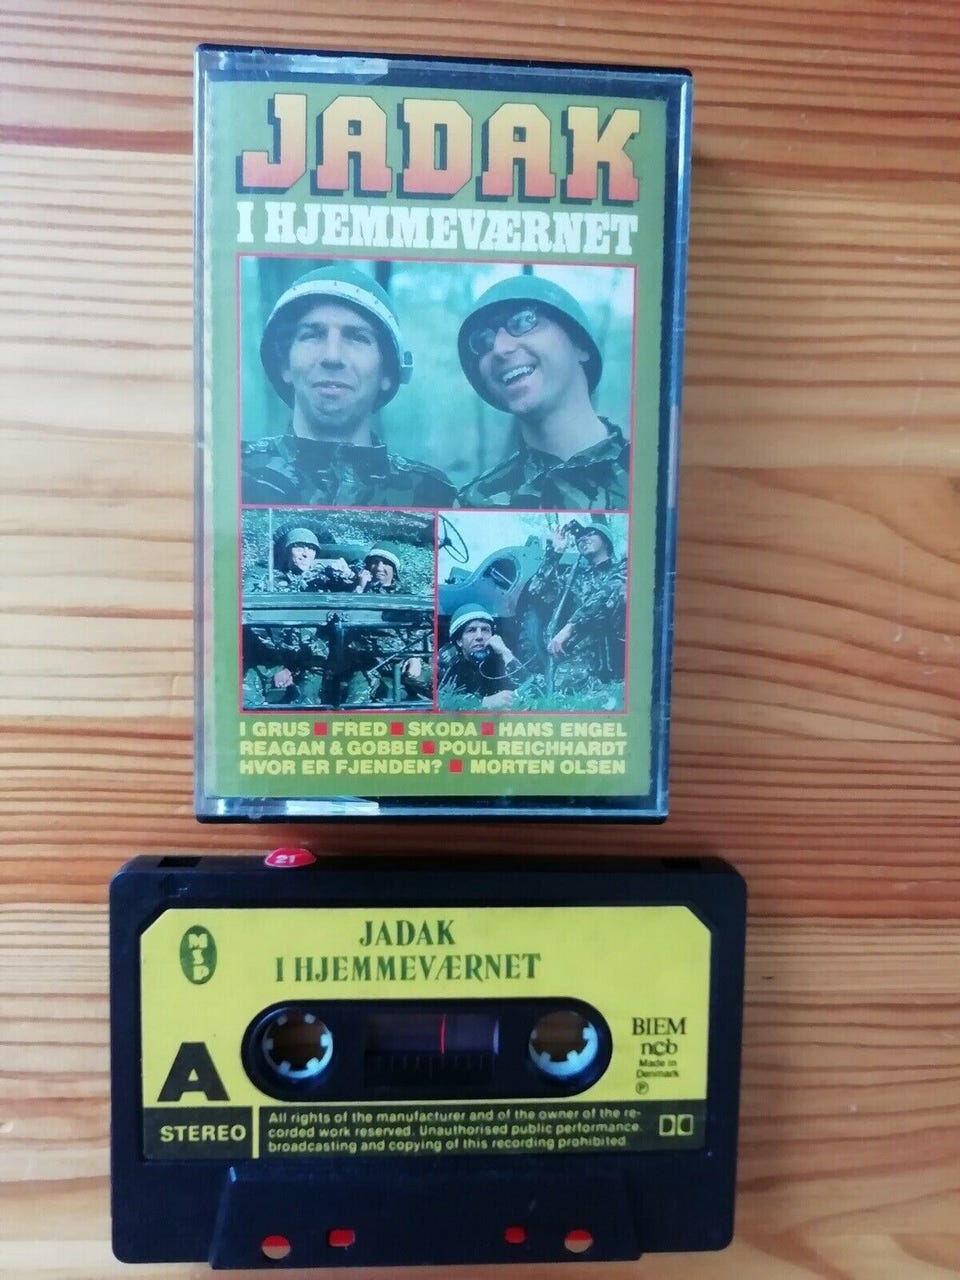 JADAK
I HJEMMEVÆRNET
I GRUS ■ FRED ■ SKODA ■ HANS ENGEL
REAGAN & GOBBE ■ POUL REICHHARDT
HVOR ER FJENDEN? ■ MORTEN OLSEN
21
MSP
JADAK
I HJEMMEVÆRNET
A
STEREO
BIEM
ncb
Made in
Denmark
Ⓟ
All rights of the manufacturer and of the owner of the re-
corded work reserved. Unauthorised public performance.
broadcasting and copying of this recording prohibited